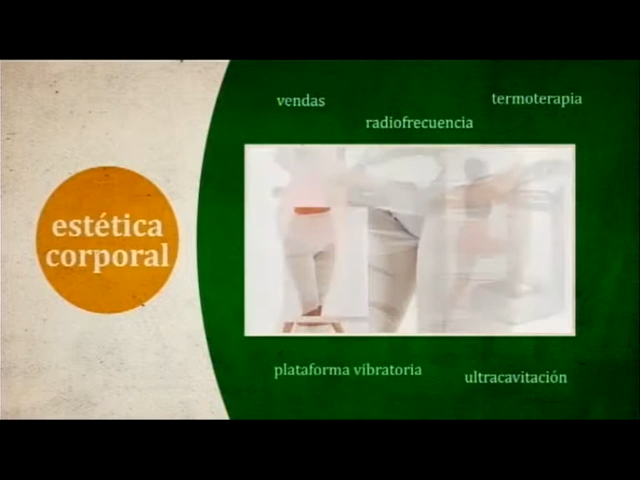 vendas
termoterapia
radiofrecuencia
estética
corporal
plataforma vibratoria
ultracavitación